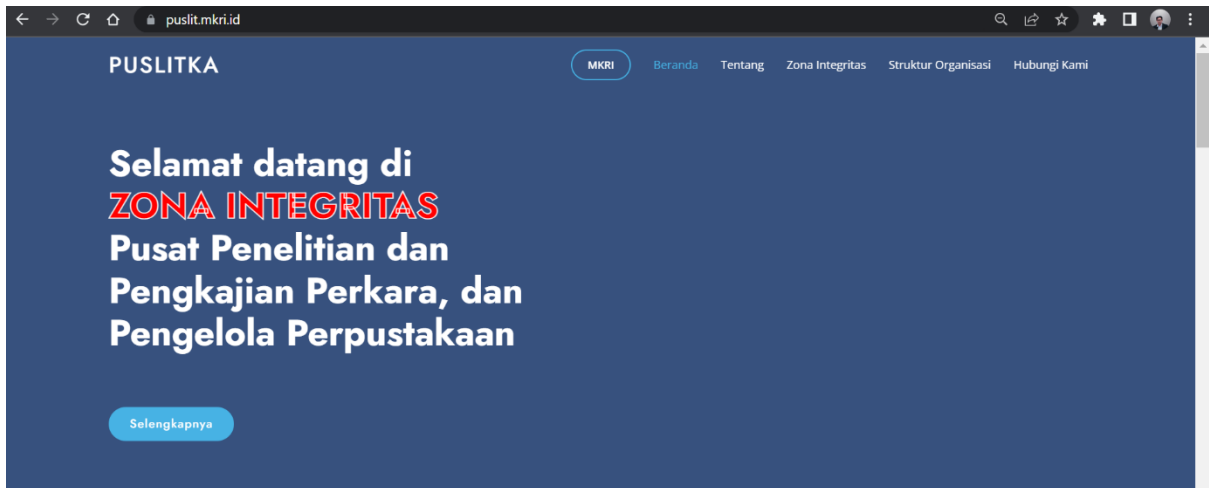 puslit.mkri.id
PUSLITKA
MKRI Beranda Tentang Zona Integritas Struktur Organisasi Hubungi Kami
Selamat datang di
ZONA INTEGRITAS
Pusat Penelitian dan
Pengkajian Perkara, dan
Pengelola Perpustakaan
Selengkapnya